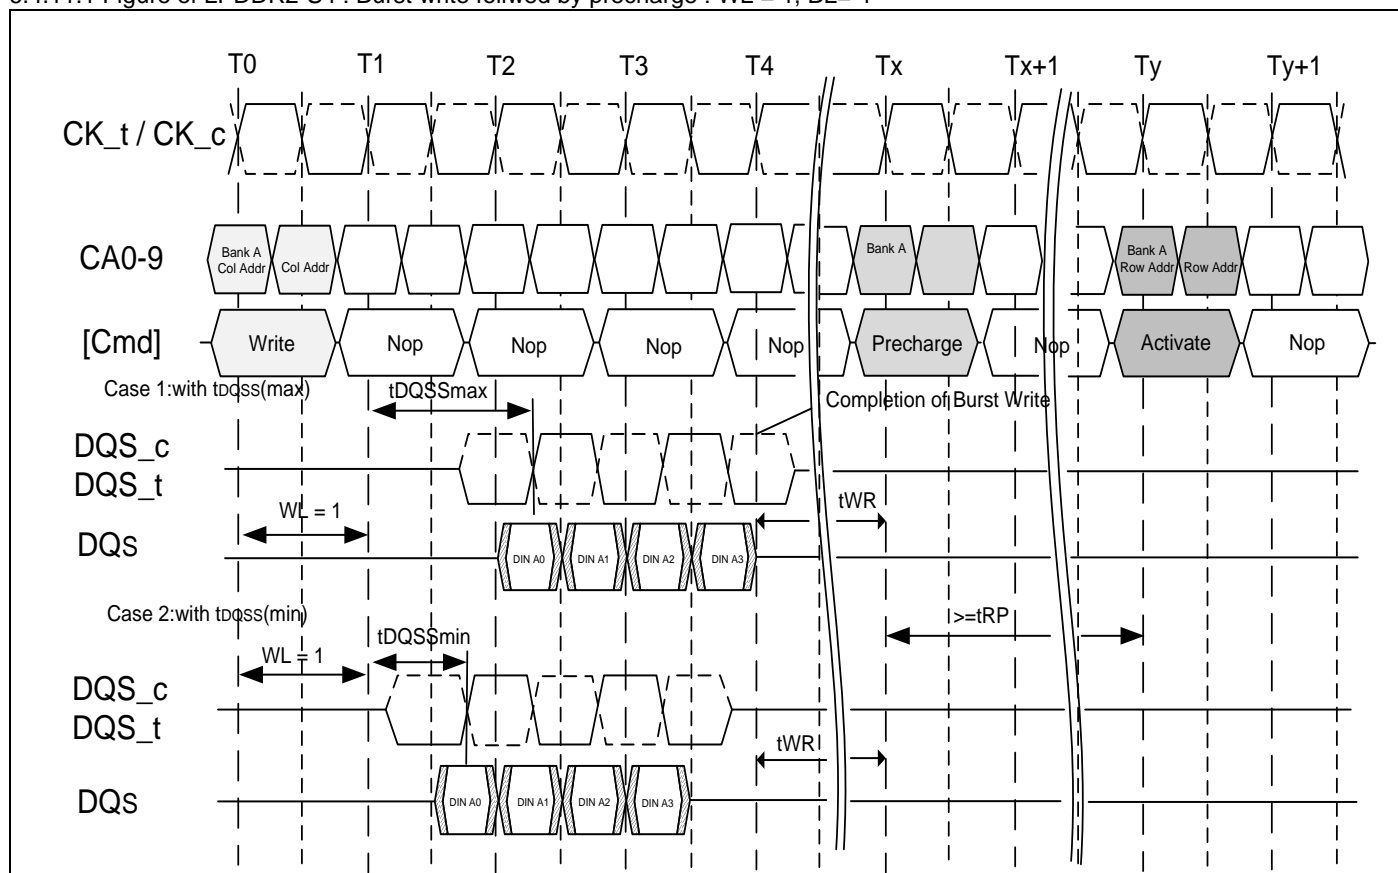 T0 T1 T2 T3 T4 Tx Tx+1 Ty Ty+1
CK_t / CK_c
CA0-9
Bank A
Col Addr
Col Addr
Bank A
Bank A
Row Addr
Row Addr
[Cmd]
Write Nop Nop Nop Nop Precharge Nop Activate Nop
Case 1:with tDQSS(max)
tDQSSmax
Completion of Burst Write
DQS_c
DQS_t
WL = 1
tWR
DQs
DIN A0 DIN A1 DIN A2 DIN A3
Case 2:with tDQSS(min)
tDQSSmin
>=tRP
WL = 1
DQS_c
DQS_t
tWR
DQs
DIN A0 DIN A1 DIN A2 DIN A3